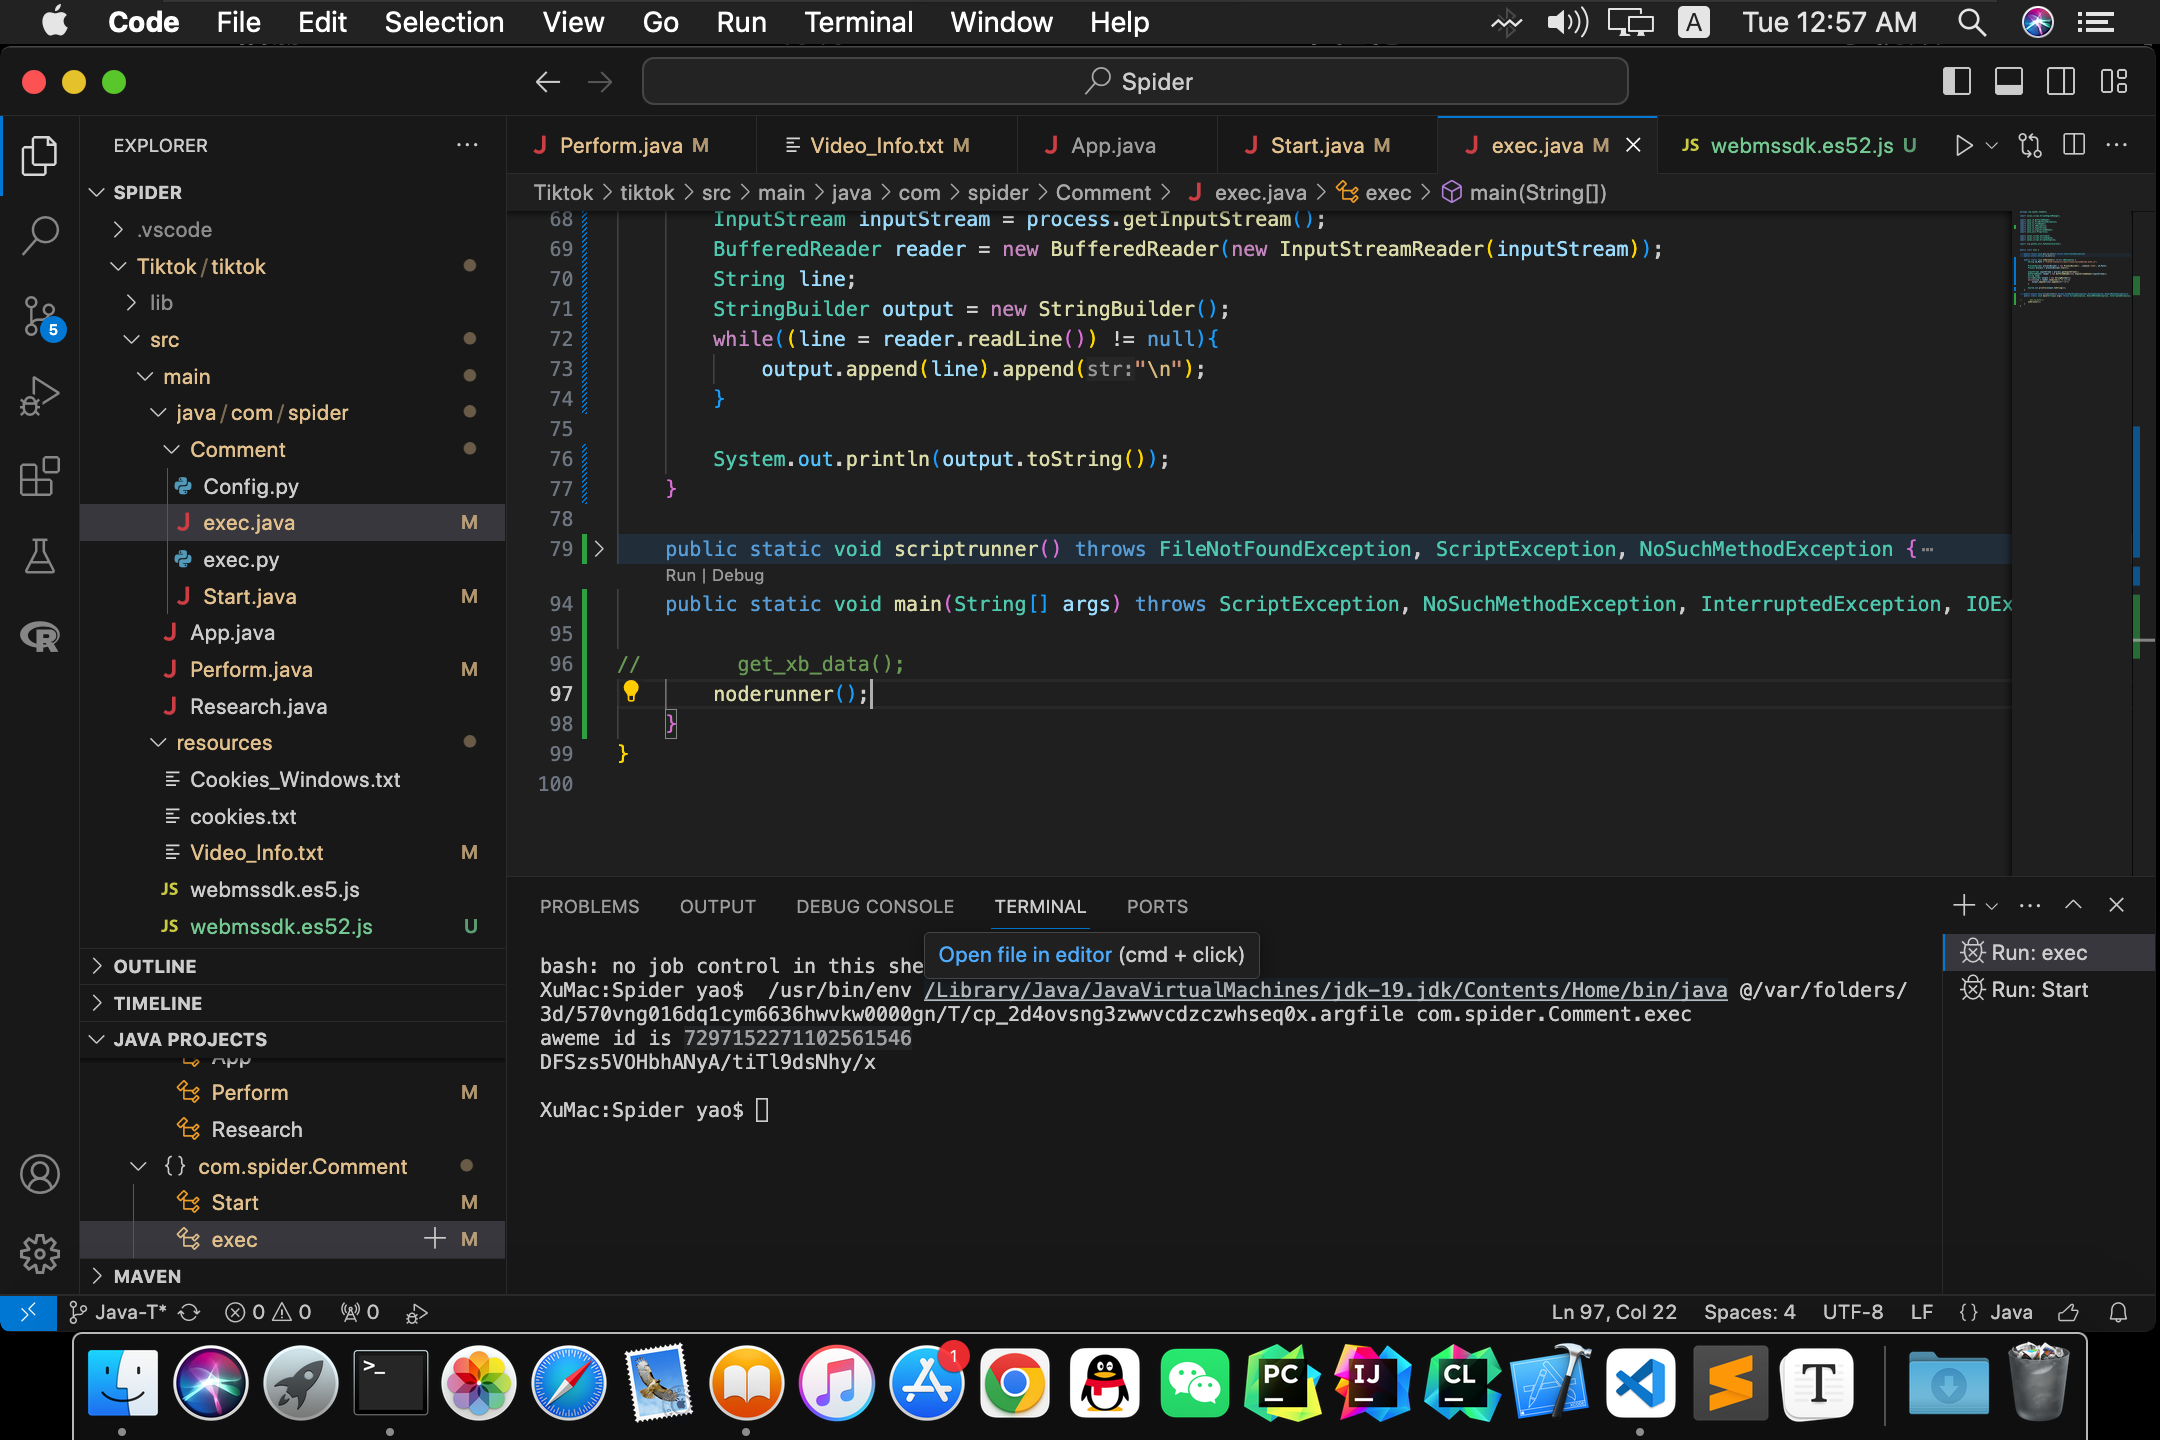 Code File Edit Selection View Go Run Terminal Window Help A Tue 12:57 AM
Spider
EXPLORER
SPIDER
.vscode
Tiktok / tiktok
lib
src
main
java / com / spider
Comment
Config.py
exec.java M
exec.py
Start.java M
App.java
Perform.java M
Research.java
resources
Cookies_Windows.txt
cookies.txt
Video_Info.txt M
webmssdk.es5.js
webmssdk.es52.js U
OUTLINE
TIMELINE
JAVA PROJECTS
App
Perform M
Research
{} com.spider.Comment
Start M
exec M
MAVEN
5
Perform.java M Video_Info.txt M App.java Start.java M exec.java M JS webmssdk.es52.js U
Tiktok > tiktok > src > main > java > com > spider > Comment > exec.java > exec > main(String[])
68 InputStream inputStream = process.getInputStream();
69 BufferedReader reader = new BufferedReader(new InputStreamReader(inputStream));
70 String line;
71 StringBuilder output = new StringBuilder();
72 while((line = reader.readLine()) != null){
73 output.append(line).append(str:"\n");
74 }
75
76 System.out.println(output.toString());
77 }
78
79 public static void scriptrunner() throws FileNotFoundException, ScriptException, NoSuchMethodException {⋯
Run | Debug
94 public static void main(String[] args) throws ScriptException, NoSuchMethodException, InterruptedException, IOEx
95
96 // get_xb_data();
97 noderunner();
98 }
99 }
100
PROBLEMS OUTPUT DEBUG CONSOLE TERMINAL PORTS
Open file in editor (cmd + click)
bash: no job control in this she
XuMac:Spider yao$ /usr/bin/env /Library/Java/JavaVirtualMachines/jdk-19.jdk/Contents/Home/bin/java @/var/folders/
3d/570vng016dq1cym6636hwvkw0000gn/T/cp_2d4ovsng3zwwvcdzczwhseq0x.argfile com.spider.Comment.exec
aweme id is 7297152271102561546
DFSzs5VOHbhANyA/tiTl9dsNhy/x
XuMac:Spider yao$
Run: exec
Run: Start
Java-T* 0 0 0 Ln 97, Col 22 Spaces: 4 UTF-8 LF {} Java
>_ 1 PC IJ CL T